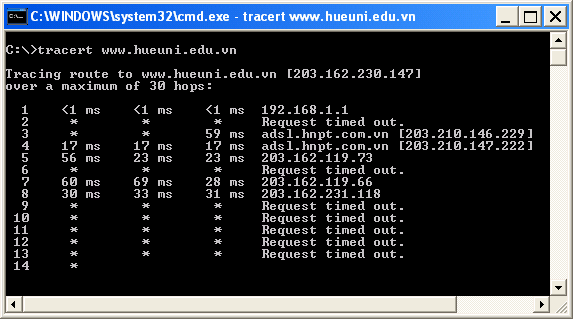 C:\WINDOWS\system32\cmd.exe - tracert www.hueuni.edu.vn
C:\>tracert www.hueuni.edu.vn
Tracing route to www.hueuni.edu.vn [203.162.230.147]
over a maximum of 30 hops:
1 <1 ms <1 ms <1 ms 192.168.1.1
2 * * * Request timed out.
3 * * 59 ms adsl.hnpt.com.vn [203.210.146.229]
4 17 ms 17 ms 17 ms adsl.hnpt.com.vn [203.210.147.222]
5 56 ms 23 ms 23 ms 203.162.119.73
6 * * * Request timed out.
7 60 ms 69 ms 28 ms 203.162.119.66
8 30 ms 33 ms 31 ms 203.162.231.118
9 * * * Request timed out.
10 * * * Request timed out.
11 * * * Request timed out.
12 * * * Request timed out.
13 * * * Request timed out.
14 *